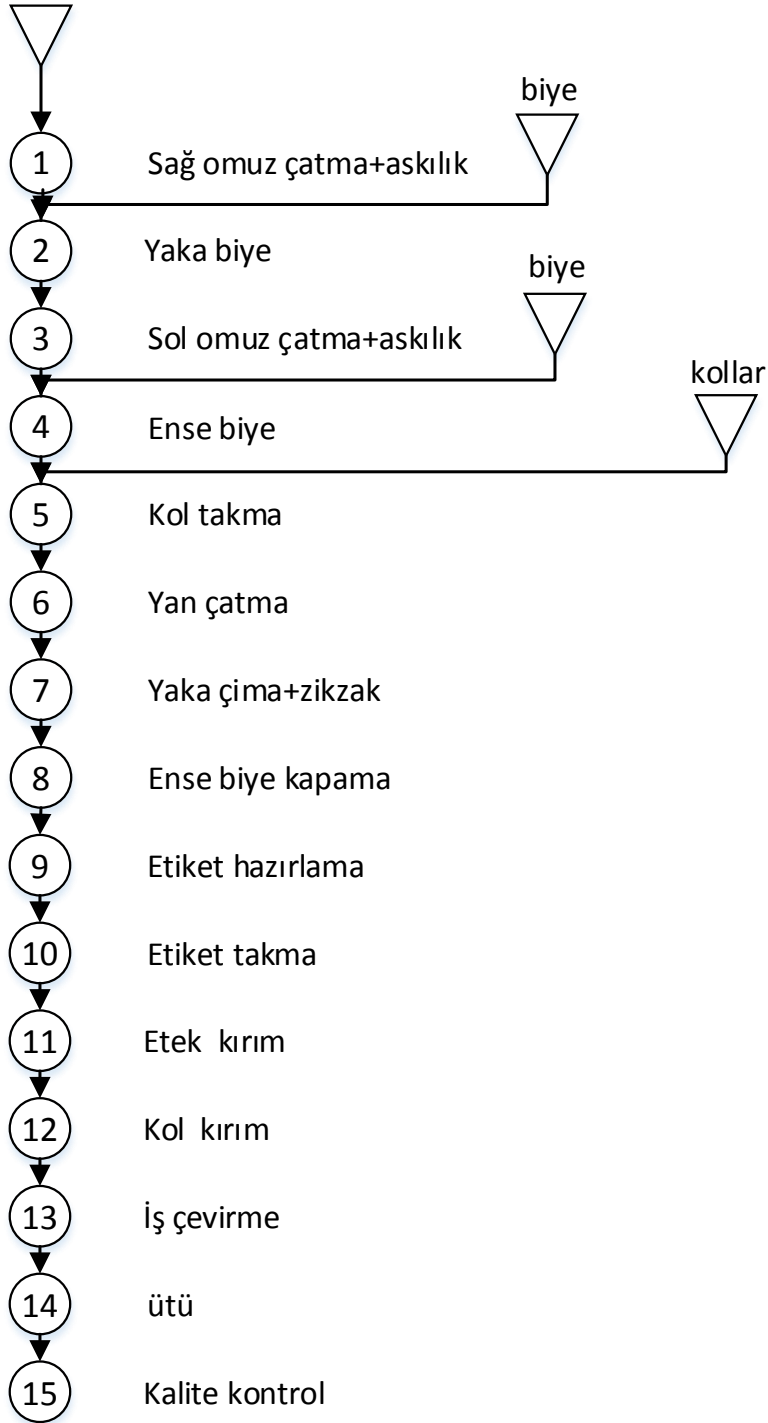 biye
1 Sağ omuz çatma+askılık
2 Yaka biye
biye
3 Sol omuz çatma+askılık
kollar
4 Ense biye
5 Kol takma
6 Yan çatma
7 Yaka çima+zikzak
8 Ense biye kapama
9 Etiket hazırlama
10 Etiket takma
11 Etek kırım
12 Kol kırım
13 İş çevirme
14 ütü
15 Kalite kontrol